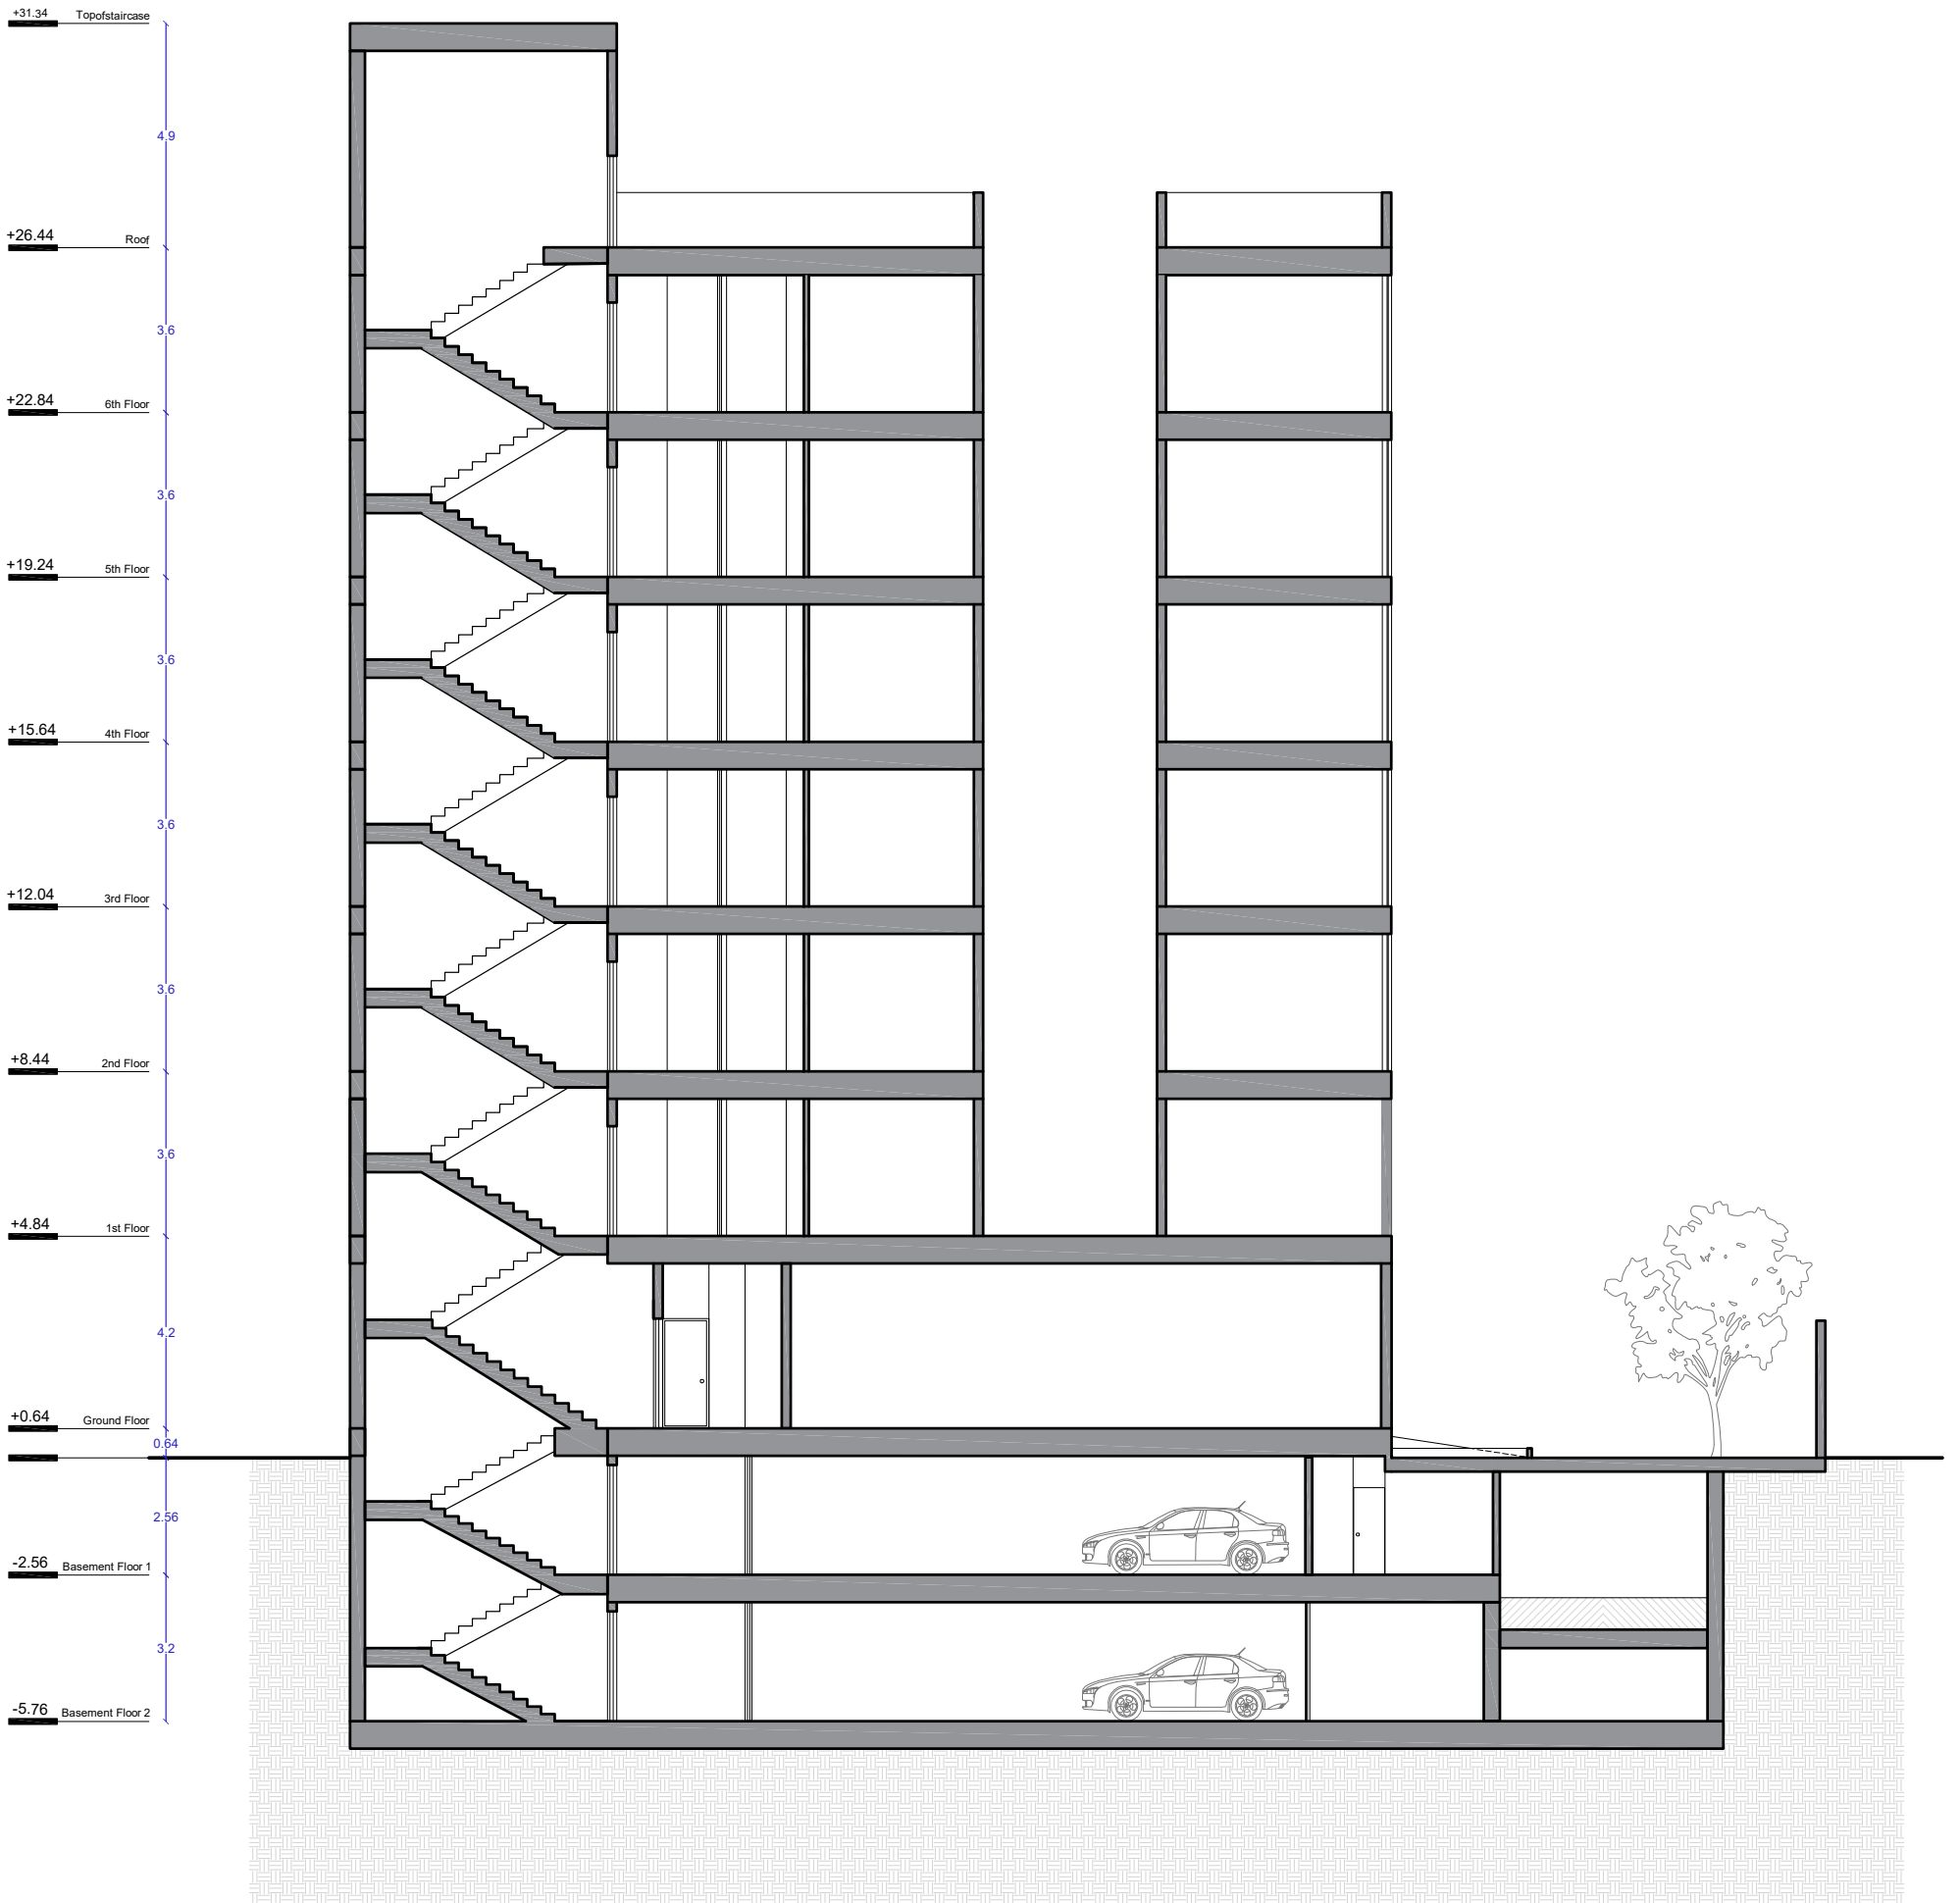 +31.34 Topofstaircase
4.9
+26.44 Roof
3.6
+22.84 6th Floor
3.6
+19.24 5th Floor
3.6
+15.64 4th Floor
3.6
+12.04 3rd Floor
3.6
+8.44 2nd Floor
3.6
+4.84 1st Floor
4.2
+0.64 Ground Floor
0.64
2.56
-2.56 Basement Floor 1
3.2
-5.76 Basement Floor 2